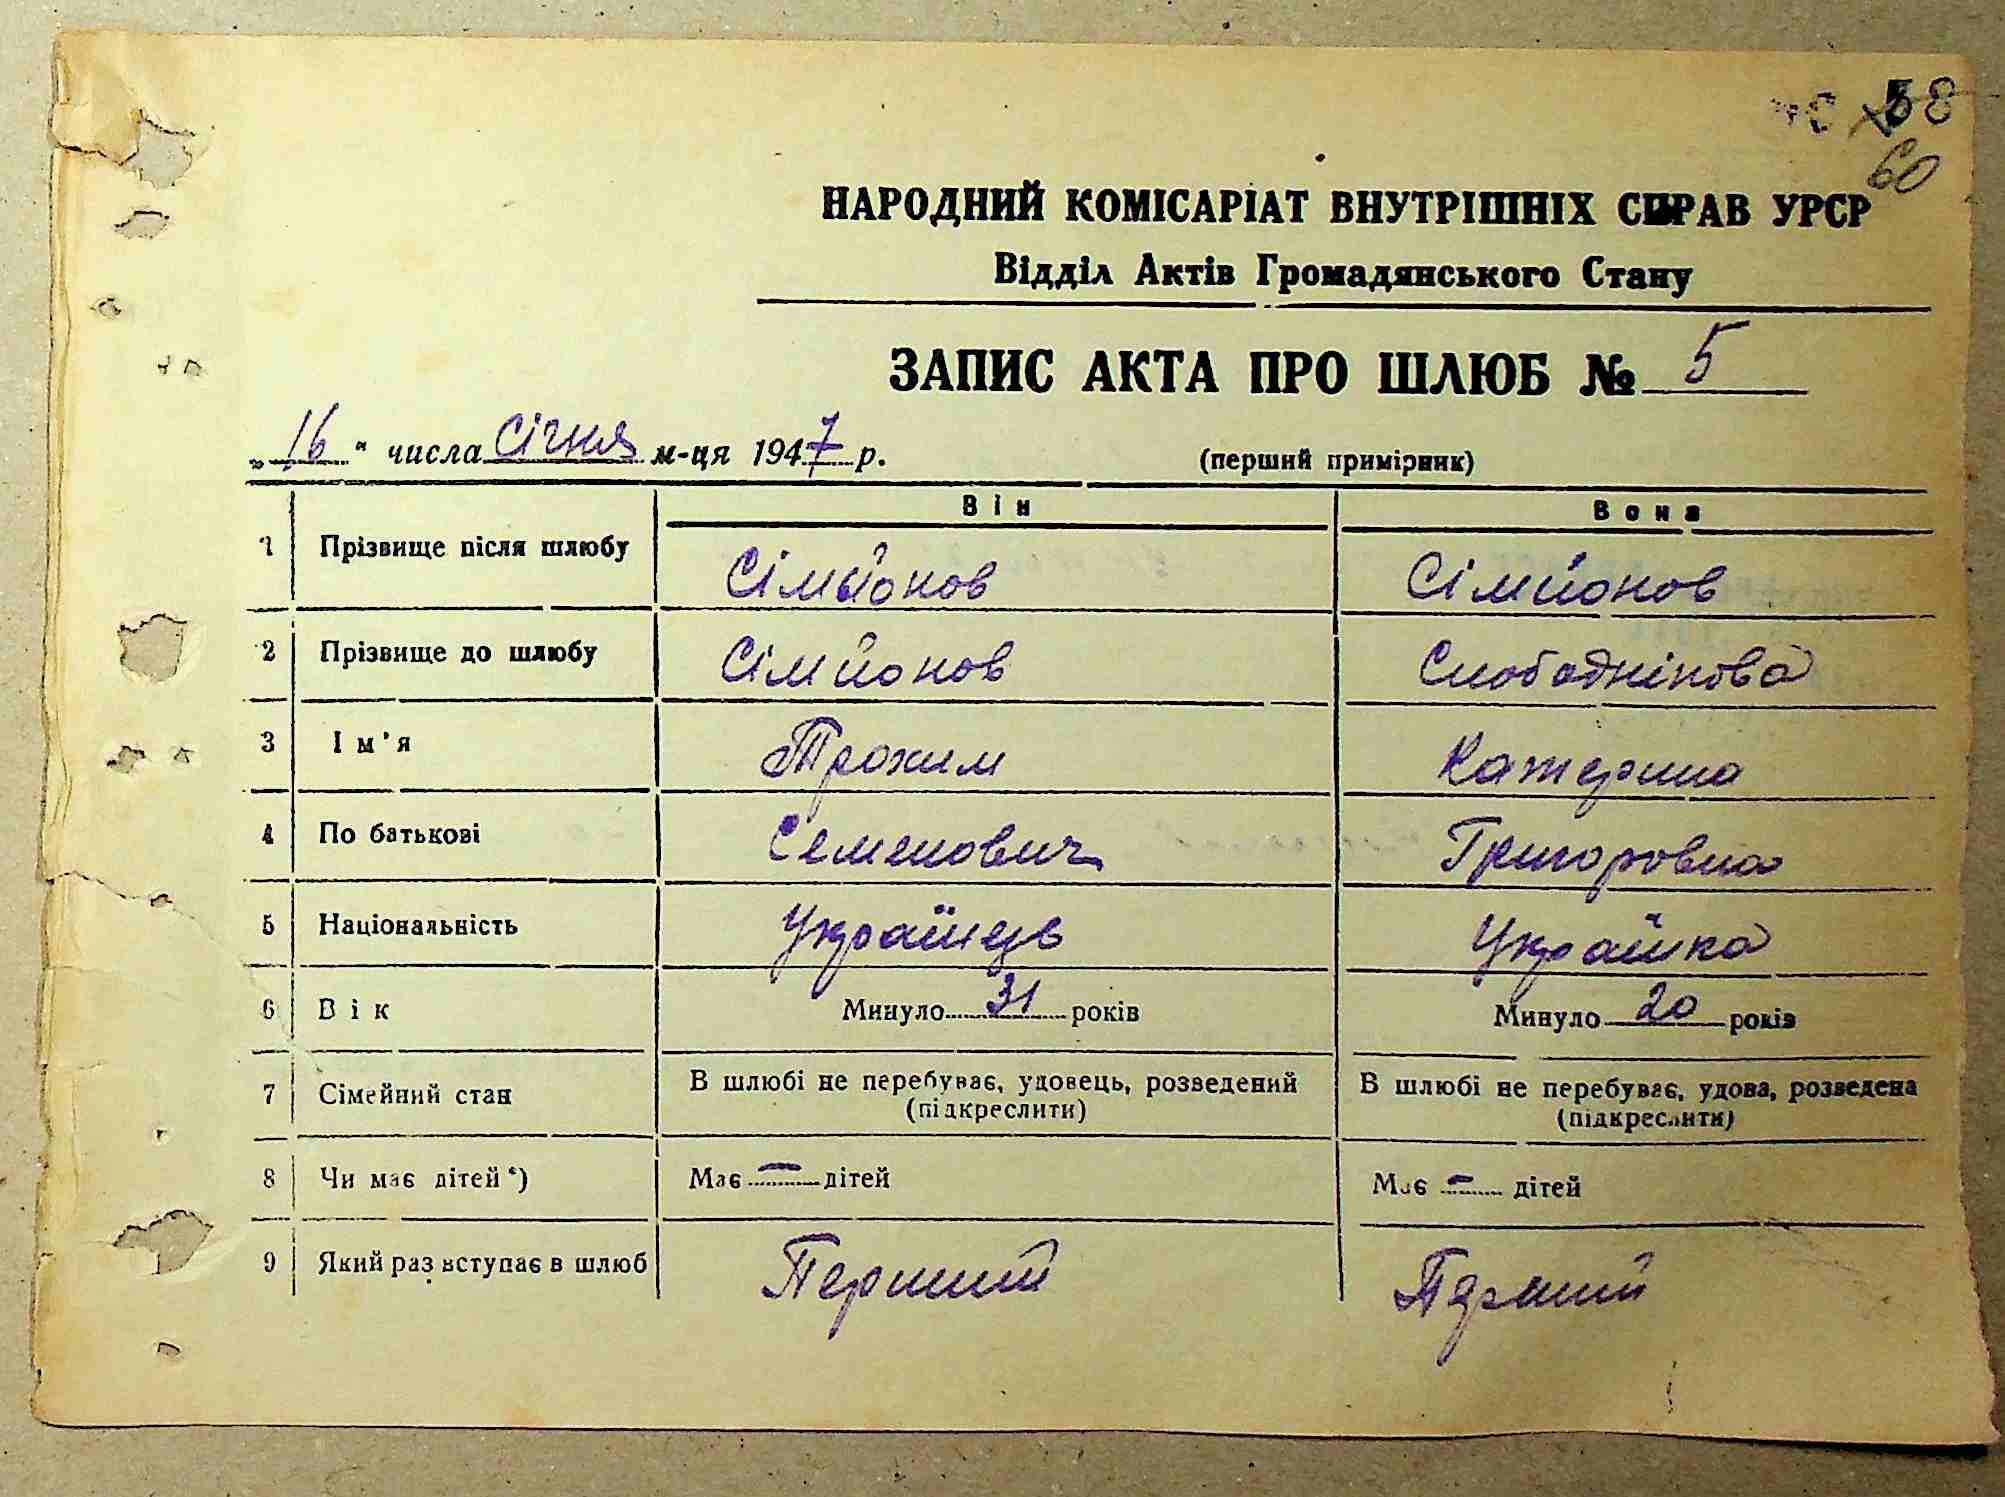 58
60
НАРОДНИЙ КОМІСАРІАТ ВНУТРІШНІХ СПРАВ УРСР
Відділ Актів Громадянського Стану
ЗАПИС АКТА ПРО ШЛЮБ № 5
„16" числа Січня м-ця 1947 р. (перший примірник)
Він Вона
1 Прізвище після шлюбу Сімйонов Сімйонов
2 Прізвище до шлюбу Сімйонов Слободнікова
3 Ім'я Трохим Катерина
4 По батькові Семенович Григоровна
5 Національність Українець Українка
6 Вік Минуло 31 років Минуло 20 років
7 Сімейний стан В шлюбі не перебуває, удовець, розведений (підкреслити) В шлюбі не перебуває, удова, розведена (підкреслити)
8 Чи має дітей*) Має — дітей Має — дітей
9 Який раз вступає в шлюб Перший Перший